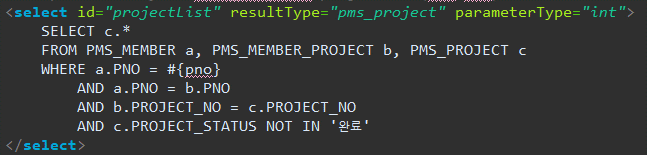 <select id="projectList" resultType="pms_project" parameterType="int">
SELECT c.*
FROM PMS_MEMBER a, PMS_MEMBER_PROJECT b, PMS_PROJECT c
WHERE a.PNO = #{pno}
AND a.PNO = b.PNO
AND b.PROJECT_NO = c.PROJECT_NO
AND c.PROJECT_STATUS NOT IN '완료'
</select>